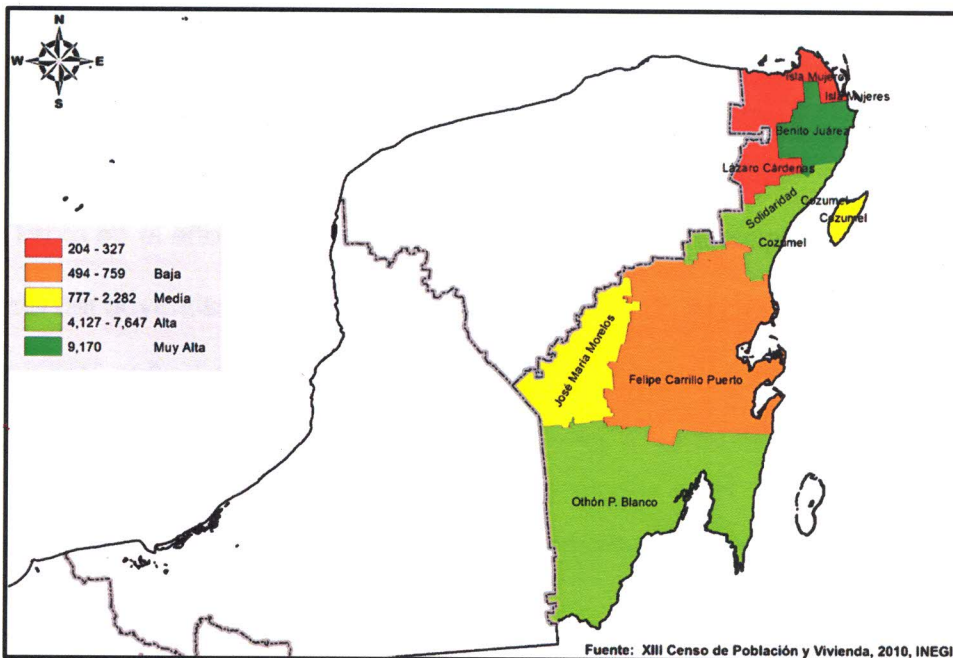 N
W E
S
Isla Mujeres
Isla Mujeres
Benito Juárez
Lázaro Cárdenas
Solidaridad
Cozumel
Cozumel
Cozumel
204 - 327
494 - 759 Baja
777 - 2,282 Media
4,127 - 7,647 Alta
9,170 Muy Alta
José María Morelos
Felipe Carrillo Puerto
Othón P. Blanco
Fuente: XIII Censo de Población y Vivienda, 2010, INEGI